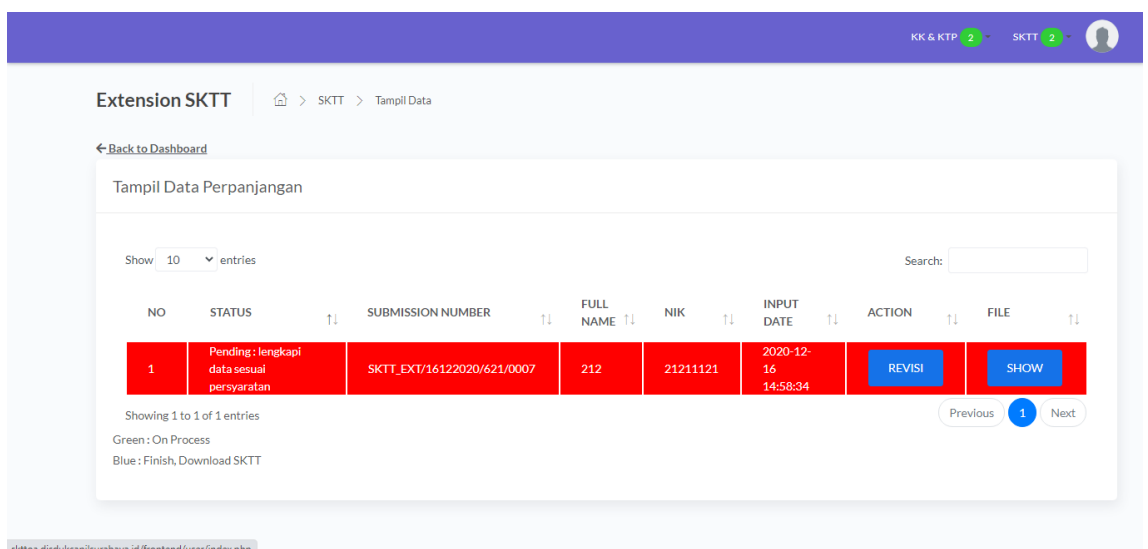 KK & KTP 2 SKTT 2
Extension SKTT > SKTT > Tampil Data
Back to Dashboard
Tampil Data Perpanjangan
Show 10 entries Search:
NO STATUS SUBMISSION NUMBER FULL NAME NIK INPUT DATE ACTION FILE
1 Pending : lengkapi data sesuai persyaratan SKTT_EXT/16122020/621/0007 212 21211121 2020-12-16 14:58:34 REVISI SHOW
Showing 1 to 1 of 1 entries Previous 1 Next
Green : On Process
Blue : Finish, Download SKTT